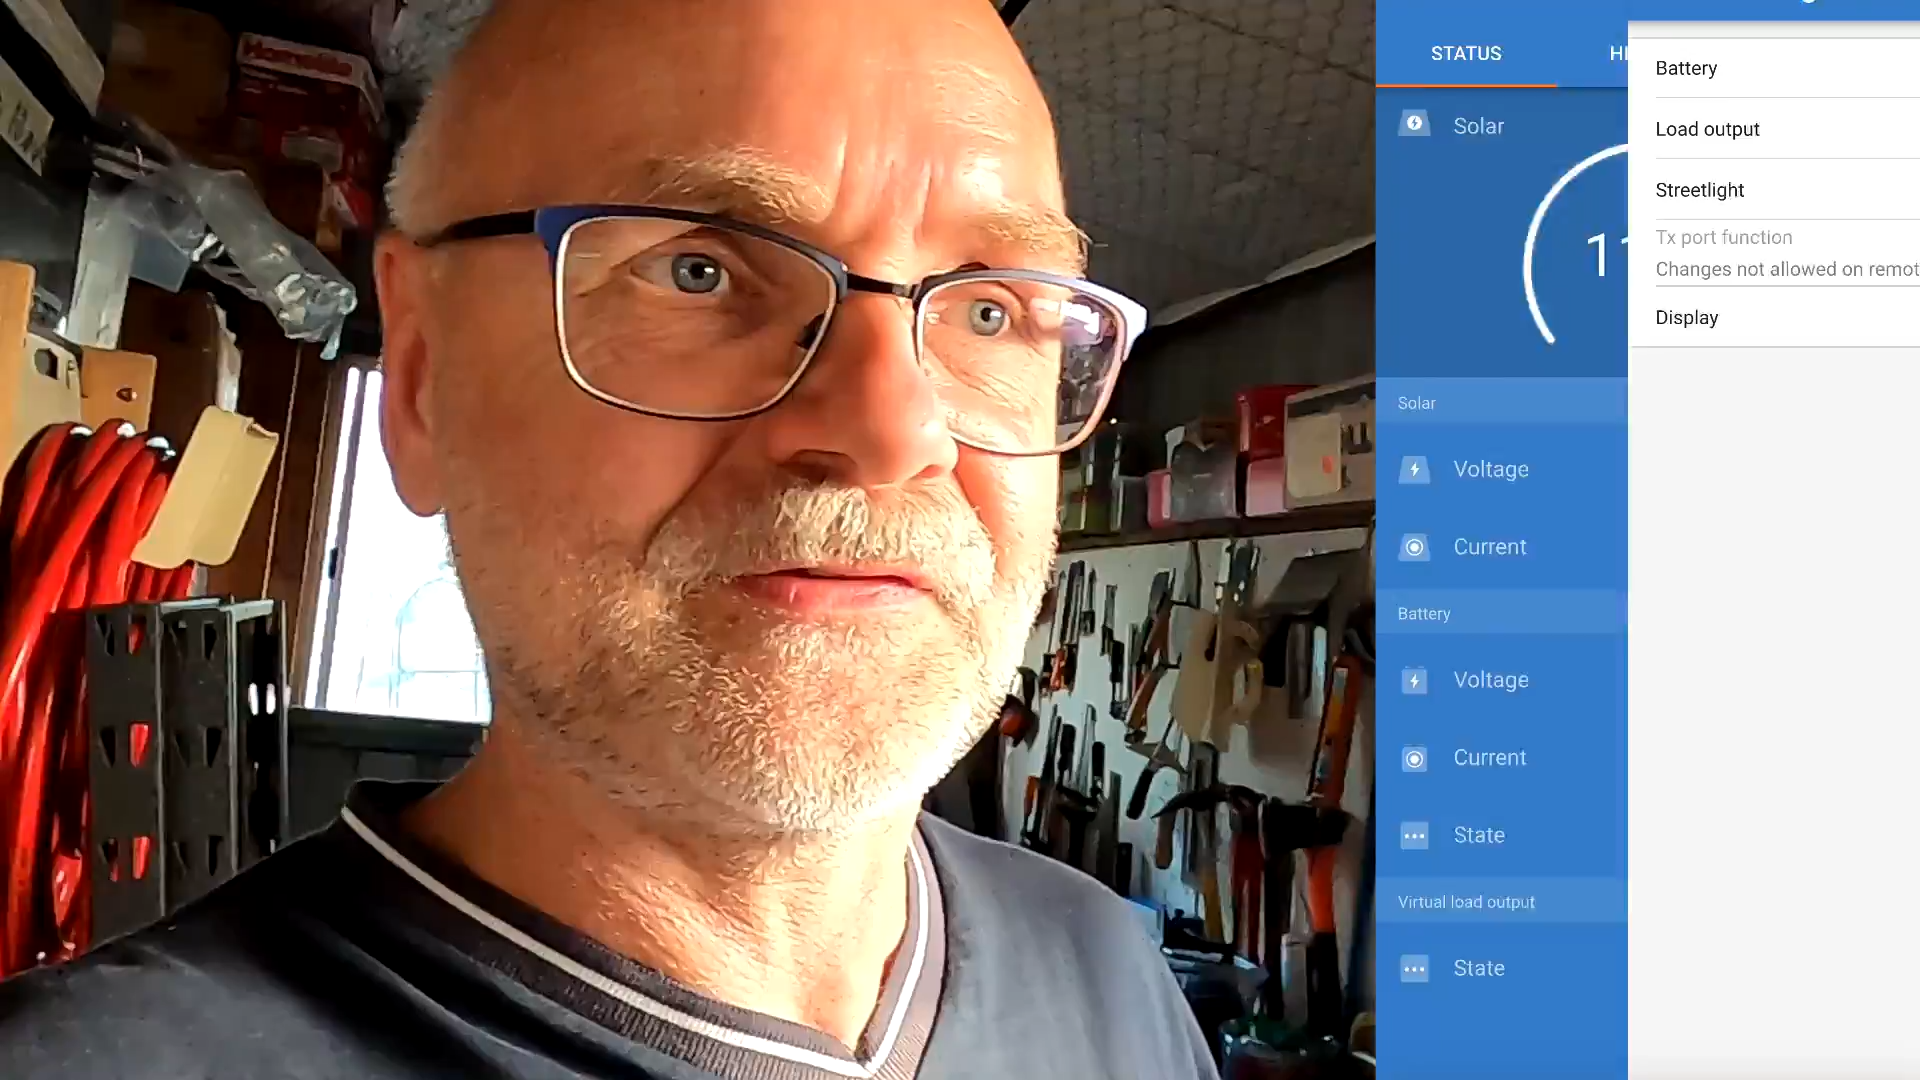 Homelite
STATUS
Solar
Solar
Voltage
Current
Battery
Voltage
Current
State
Virtual load output
State
Battery
Load output
Streetlight
Tx port function
Changes not allowed on
Display